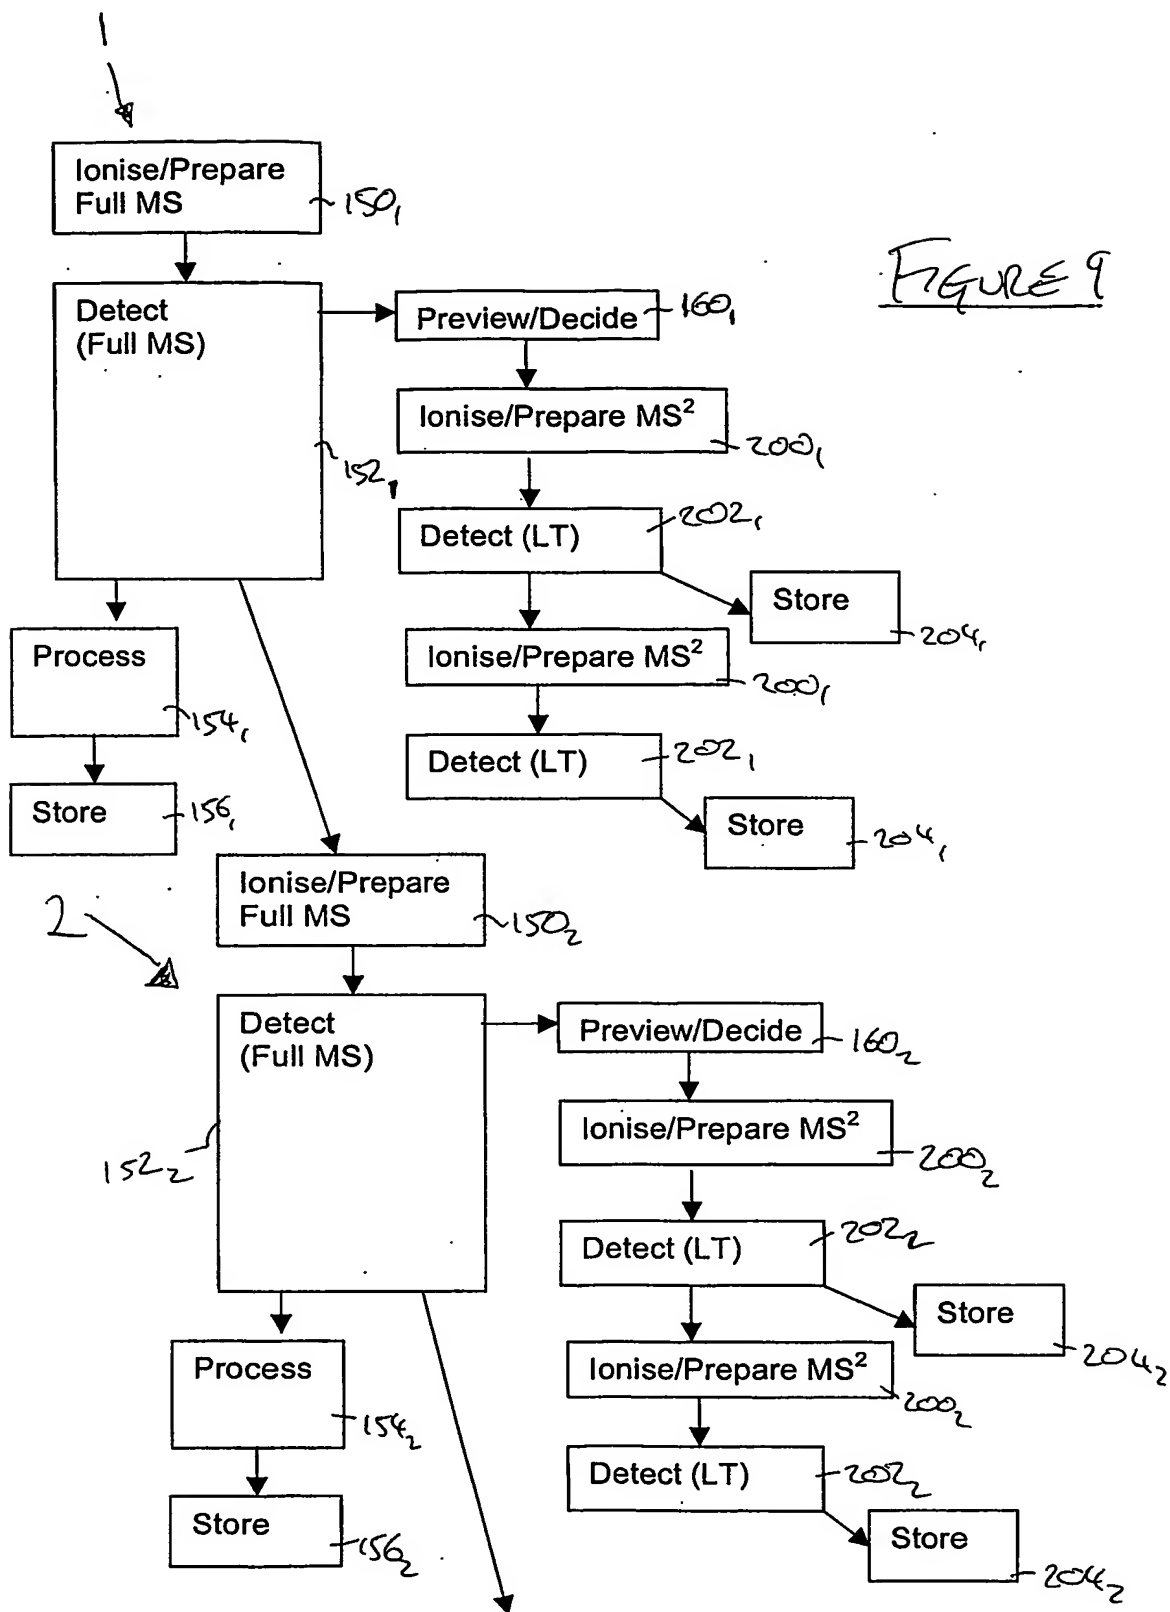 1
Ionise/Prepare
Full MS
150₁
FIGURE 9
Detect
(Full MS)
152₁
Preview/Decide
160₁
Ionise/Prepare MS²
200₁
Detect (LT)
202₁
Store
204₁
Ionise/Prepare MS²
200₁
Detect (LT)
202₁
Store
204₁
Process
154₁
Store
156₁
2
Ionise/Prepare
Full MS
150₂
Detect
(Full MS)
152₂
Preview/Decide
160₂
Ionise/Prepare MS²
200₂
Detect (LT)
202₂
Store
204₂
Ionise/Prepare MS²
200₂
Detect (LT)
202₂
Store
204₂
Process
154₂
Store
156₂